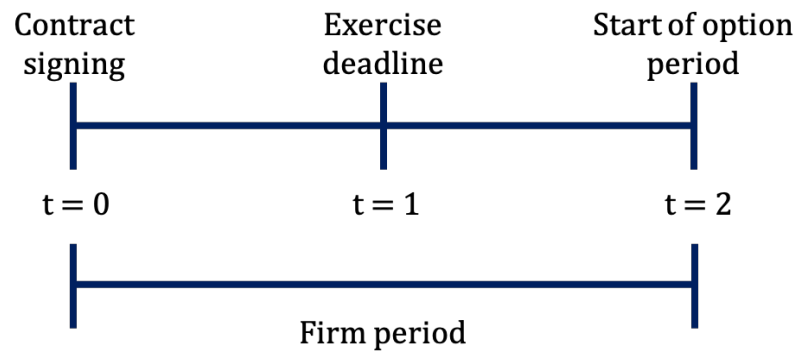 Contract
signing
Exercise
deadline
Start of option
period
t = 0
t = 1
t = 2
Firm period